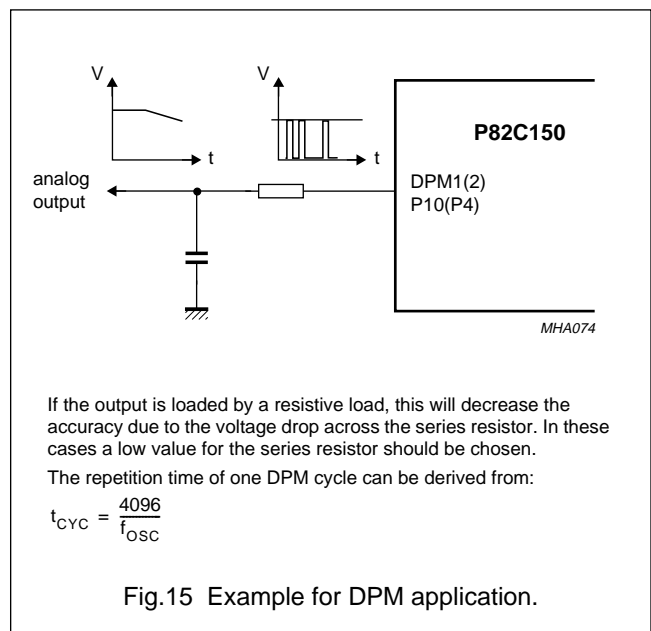 V
V
P82C150
t
t
analog
output
DPM1(2)
P10(P4)
MHA074
If the output is loaded by a resistive load, this will decrease the
accuracy due to the voltage drop across the series resistor. In these
cases a low value for the series resistor should be chosen.
The repetition time of one DPM cycle can be derived from:
tCYC = 4096
fOSC
Fig.15 Example for DPM application.